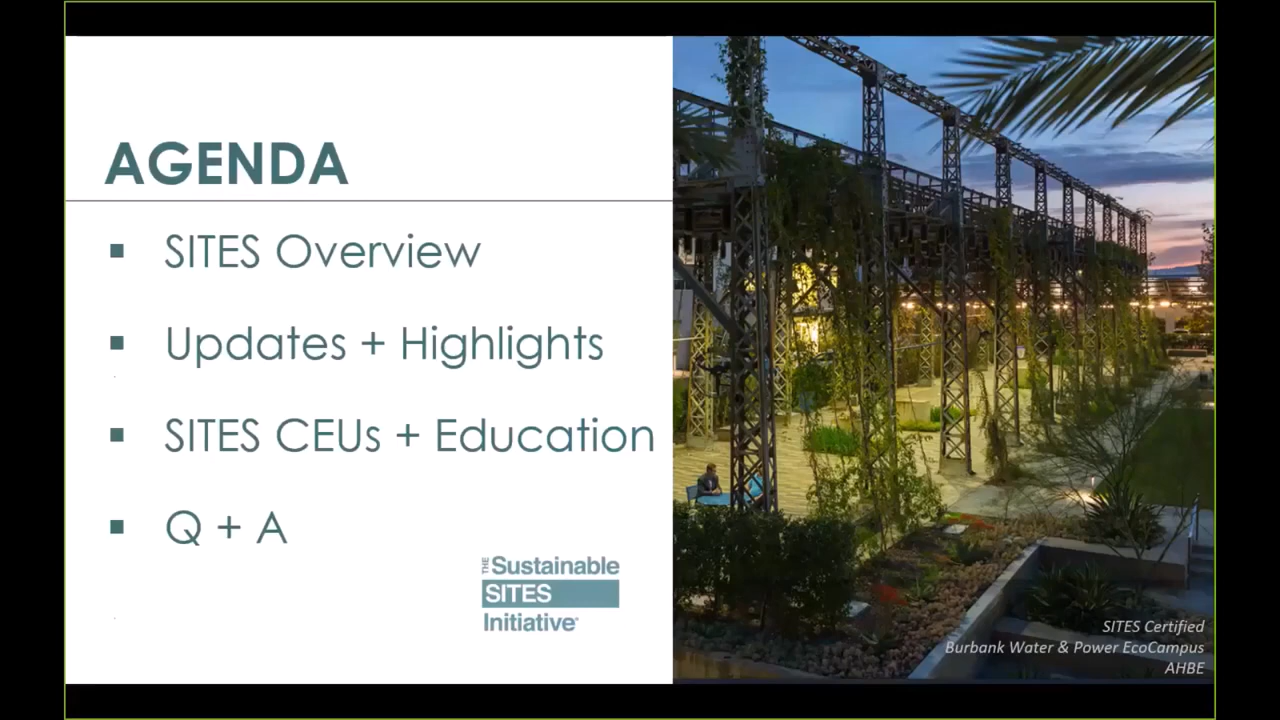 AGENDA
▪ SITES Overview
▪ Updates + Highlights
▪ SITES CEUs + Education
▪ Q + A
THE Sustainable
SITES
Initiative®
SITES Certified
Burbank Water & Power EcoCampus
AHBE